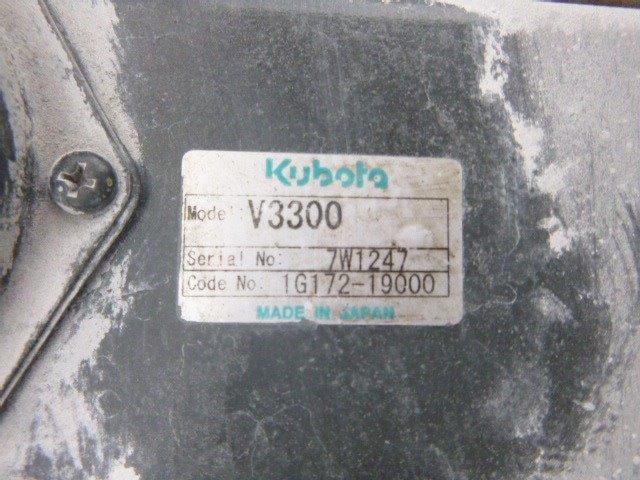 Kubota
Model V3300
Serial No: 7W1247
Code No: 1G172-19000
MADE IN JAPAN